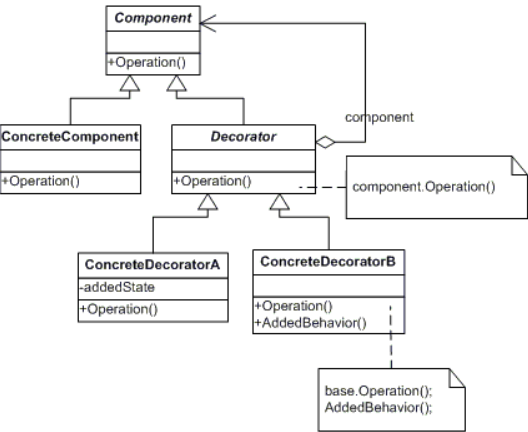 Component
+Operation()
component
ConcreteComponent
+Operation()
Decorator
+Operation()
component.Operation()
ConcreteDecoratorA
-addedState
+Operation()
ConcreteDecoratorB
+Operation()
+AddedBehavior()
base.Operation();
AddedBehavior();